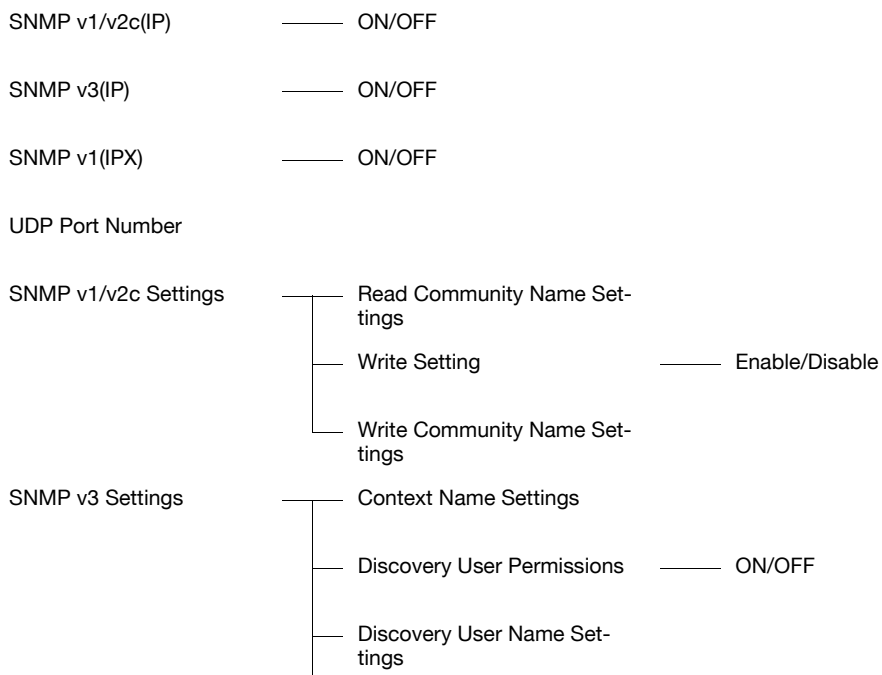 SNMP v1/v2c(IP) ON/OFF
SNMP v3(IP) ON/OFF
SNMP v1(IPX) ON/OFF
UDP Port Number
SNMP v1/v2c Settings Read Community Name Set-
tings
Write Setting Enable/Disable
Write Community Name Set-
tings
SNMP v3 Settings Context Name Settings
Discovery User Permissions ON/OFF
Discovery User Name Set-
tings